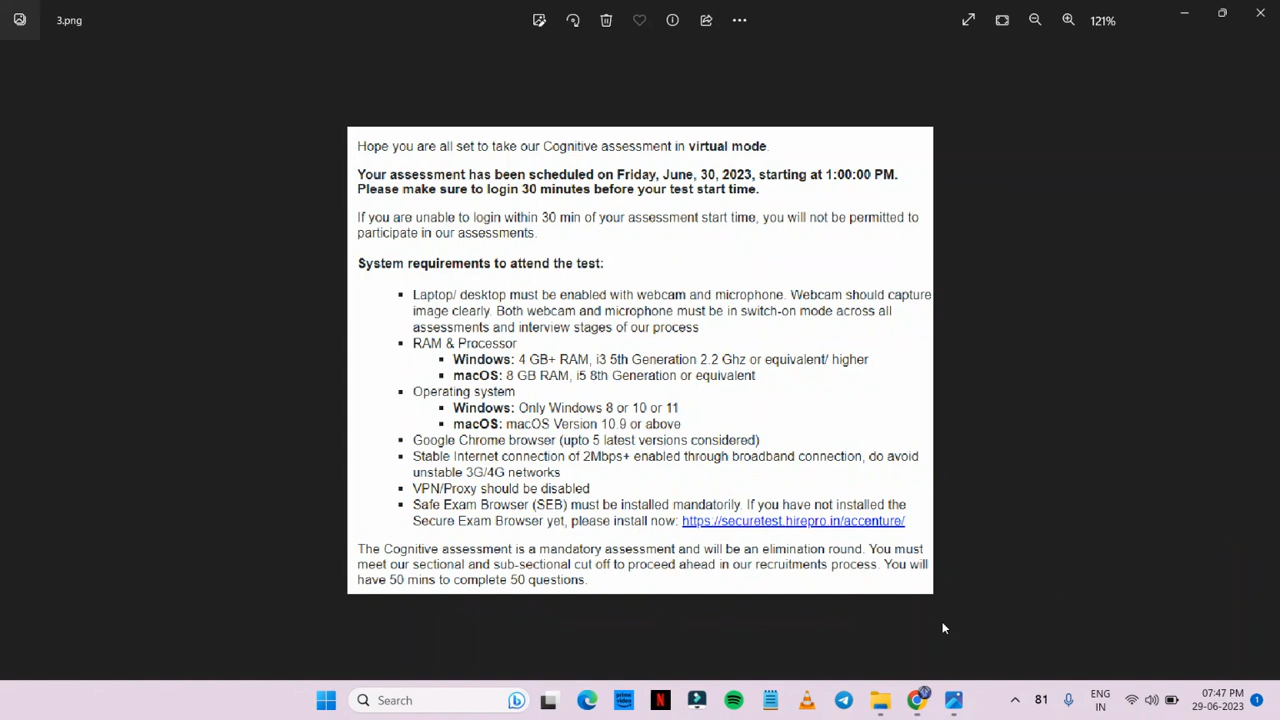 3.png
121%
Hope you are all set to take our Cognitive assessment in virtual mode.
Your assessment has been scheduled on Friday, June, 30, 2023, starting at 1:00:00 PM.
Please make sure to login 30 minutes before your test start time.
If you are unable to login within 30 min of your assessment start time, you will not be permitted to
participate in our assessments.
System requirements to attend the test:
Laptop/ desktop must be enabled with webcam and microphone. Webcam should capture
image clearly. Both webcam and microphone must be in switch-on mode across all
assessments and interview stages of our process
RAM & Processor
Windows: 4 GB+ RAM, i3 5th Generation 2.2 Ghz or equivalent/ higher
macOS: 8 GB RAM, i5 8th Generation or equivalent
Operating system
Windows: Only Windows 8 or 10 or 11
macOS: macOS Version 10.9 or above
Google Chrome browser (upto 5 latest versions considered)
Stable Internet connection of 2Mbps+ enabled through broadband connection, do avoid
unstable 3G/4G networks
VPN/Proxy should be disabled
Safe Exam Browser (SEB) must be installed mandatorily. If you have not installed the
Secure Exam Browser yet, please install now: https://securetest.hirepro.in/accenture/
The Cognitive assessment is a mandatory assessment and will be an elimination round. You must
meet our sectional and sub-sectional cut off to proceed ahead in our recruitments process. You will
have 50 mins to complete 50 questions.
Search
prime video
N
81
ENG
IN
07:47 PM
29-06-2023
1